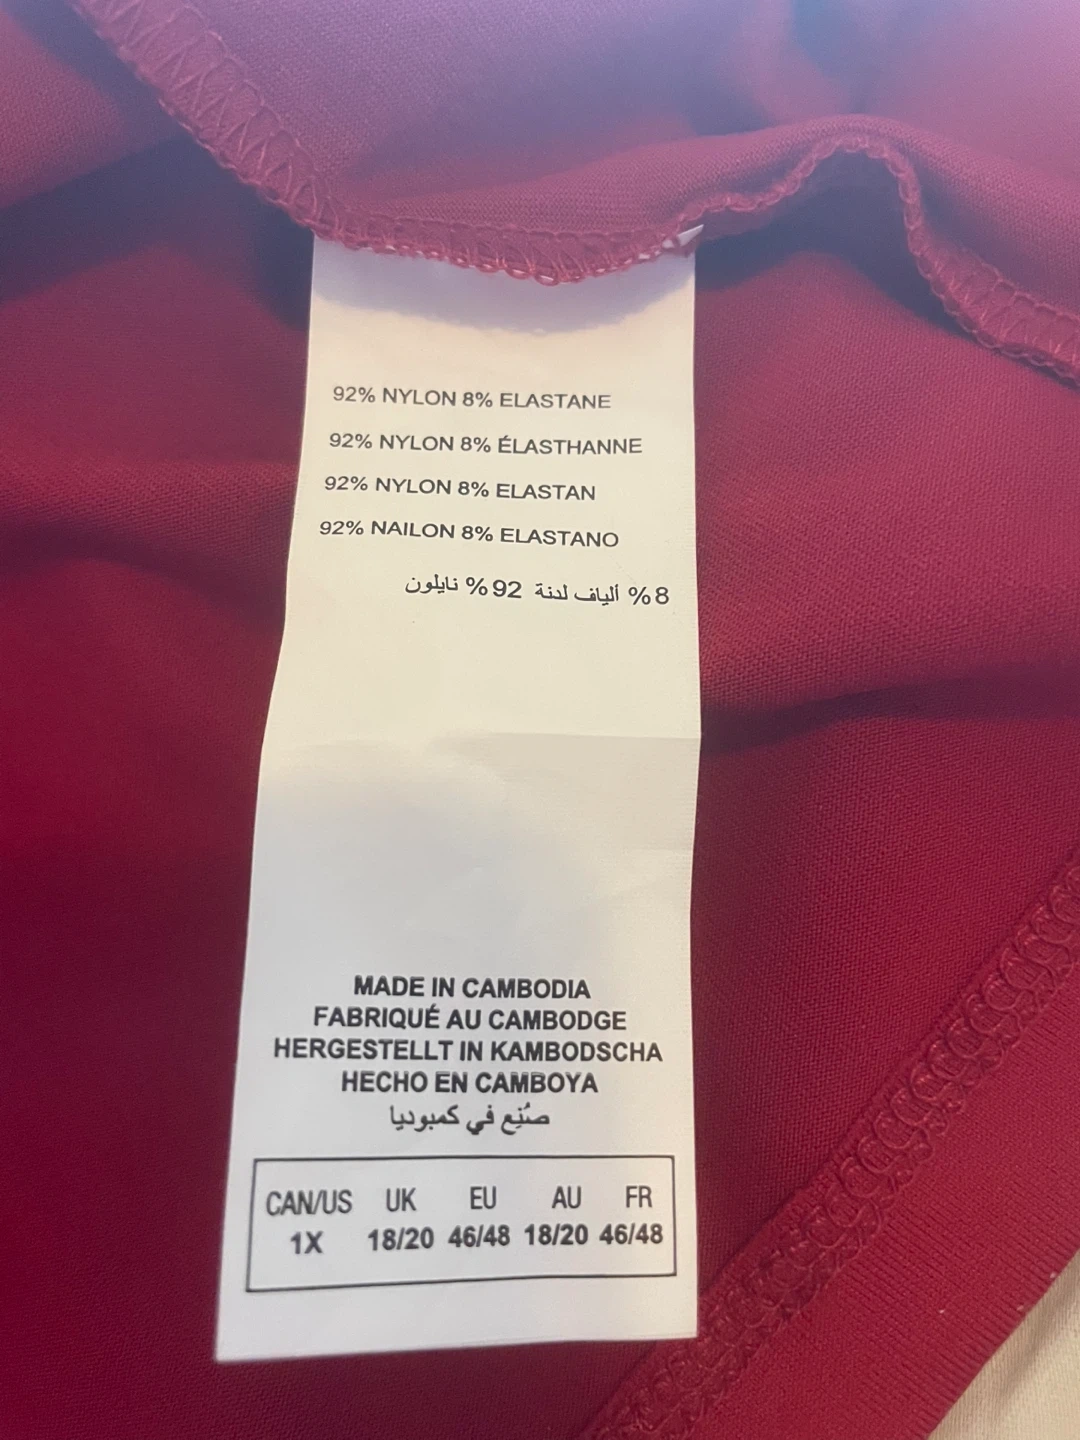 92% NYLON 8% ELASTANE
92% NYLON 8% ÉLASTHANNE
92% NYLON 8% ELASTAN
92% NAILON 8% ELASTANO
8% ألياف لدنة 92% نايلون
MADE IN CAMBODIA
FABRIQUÉ AU CAMBODGE
HERGESTELLT IN KAMBODSCHA
HECHO EN CAMBOYA
صُنِع في كمبوديا
CAN/US UK EU AU FR
1X 18/20 46/48 18/20 46/48